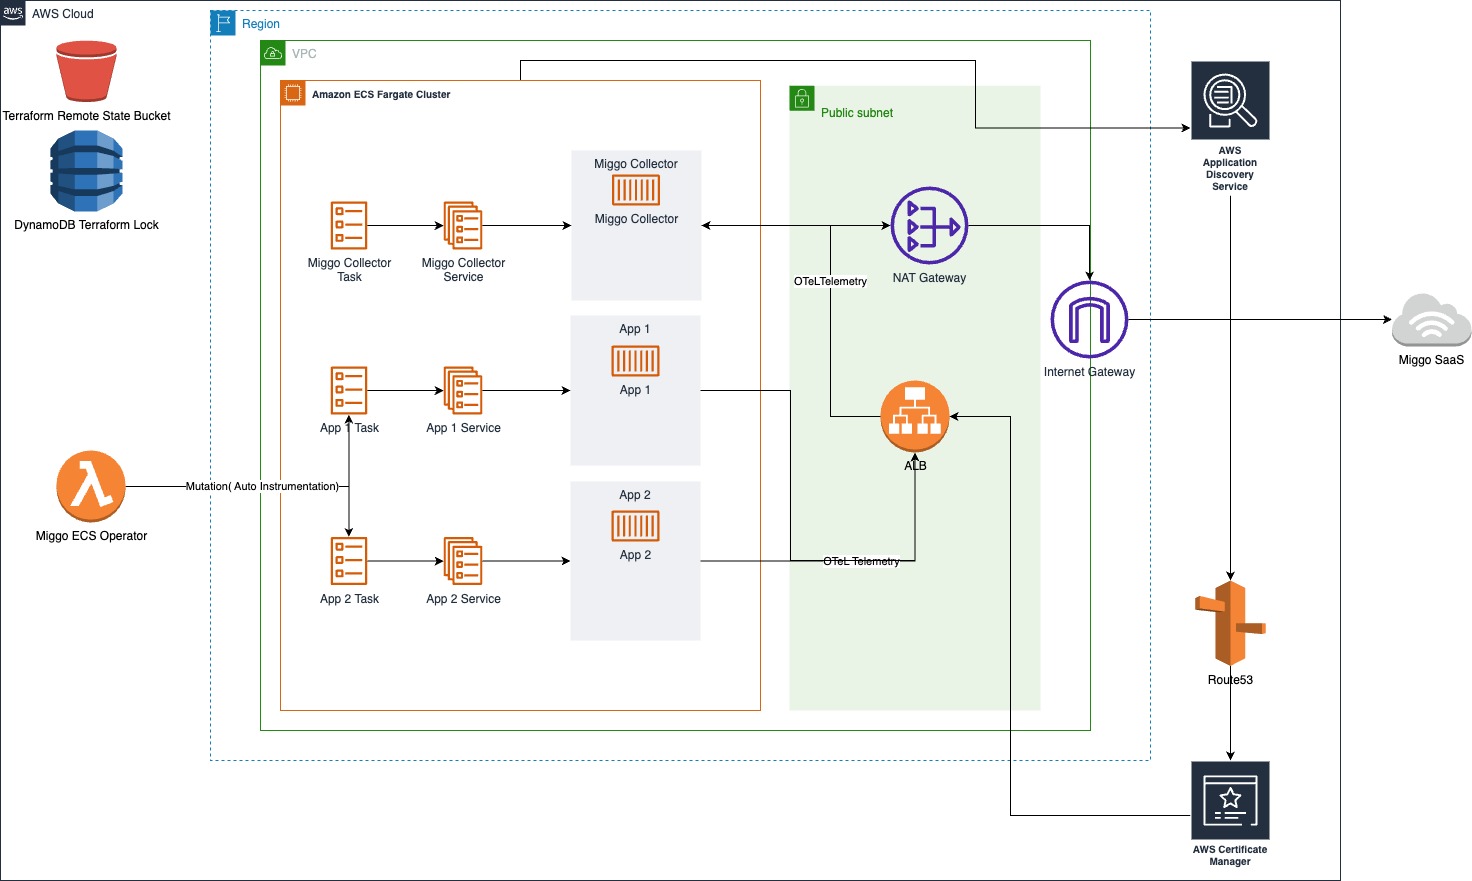 aws
AWS Cloud
Region
VPC
Amazon ECS Fargate Cluster
Public subnet
Terraform Remote State Bucket
DynamoDB Terraform Lock
Miggo Collector
Miggo Collector
Miggo Collector
Task
Miggo Collector
Service
OTeLTelemetry
NAT Gateway
AWS
Application
Discovery
Service
App 1
App 1
App 1 Task
App 1 Service
Internet Gateway
Miggo SaaS
ALB
Mutation( Auto Instrumentation)
Miggo ECS Operator
App 2
App 2
App 2 Task
App 2 Service
OTeL Telemetry
Route53
AWS Certificate
Manager